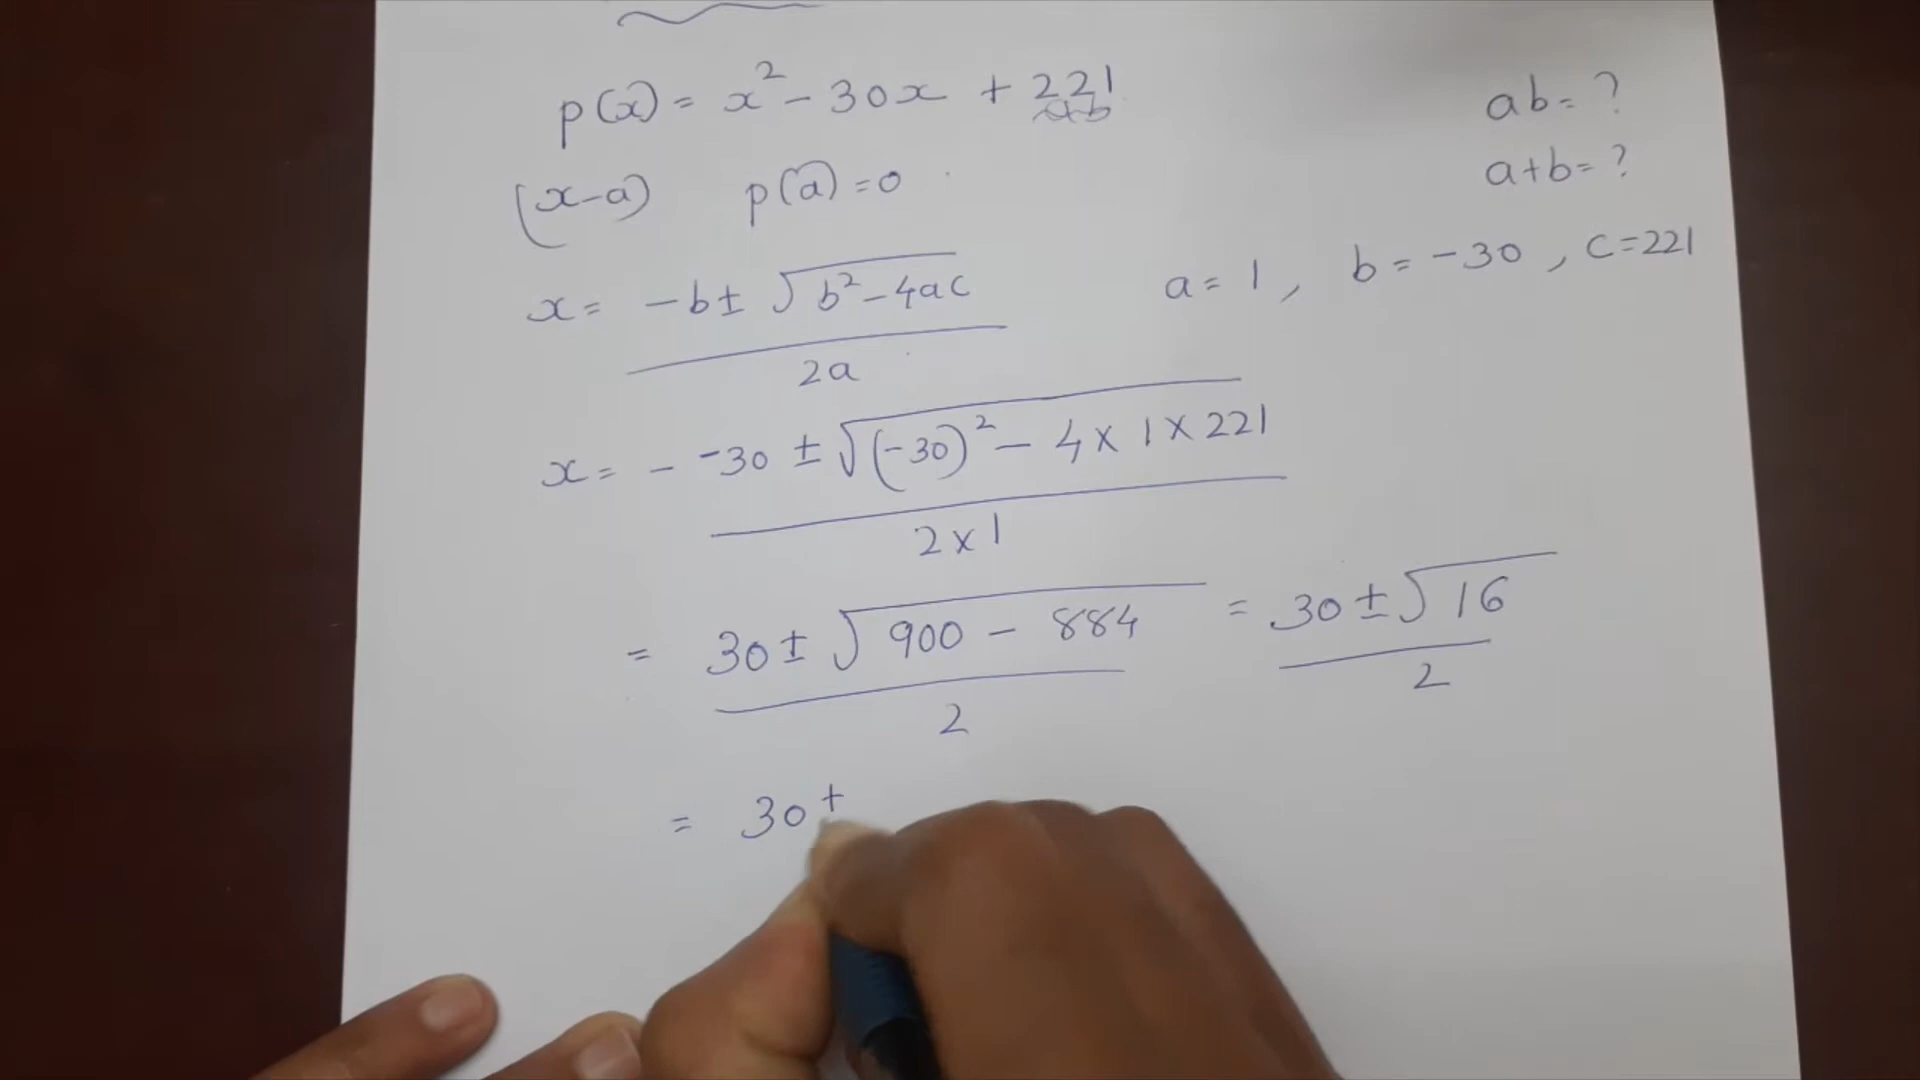 p(x) = x² - 30x + 221
ab
ab = ?
(x-a) p(a) = 0
a+b = ?
x = -b ± √b² - 4ac / 2a
a = 1, b = -30, c = 221
x = - -30 ± √(-30)² - 4 x 1 x 221 / 2 x 1
= 30 ± √900 - 884 / 2 = 30 ± √16 / 2
= 30 +